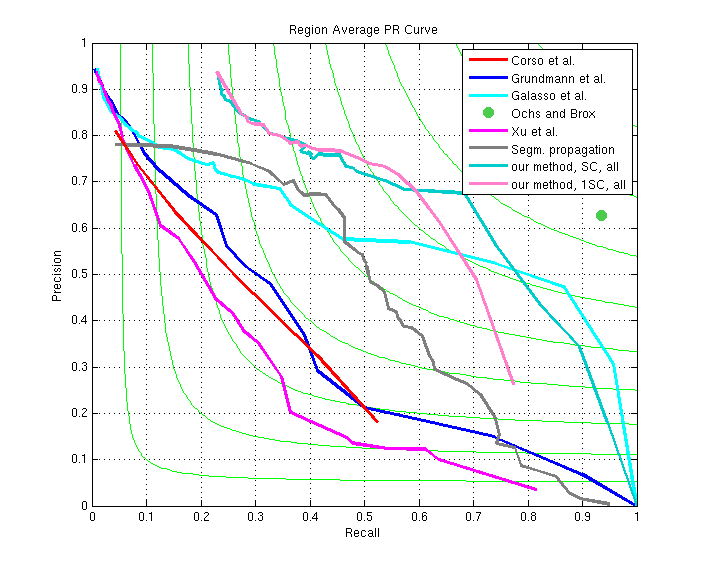 Region Average PR Curve
1
0.9
0.8
0.7
0.6
0.5
0.4
0.3
0.2
0.1
0
Precision
Corso et al.
Grundmann et al.
Galasso et al.
Ochs and Brox
Xu et al.
Segm. propagation
our method, SC, all
our method, 1SC, all
0 0.1 0.2 0.3 0.4 0.5 0.6 0.7 0.8 0.9 1
Recall